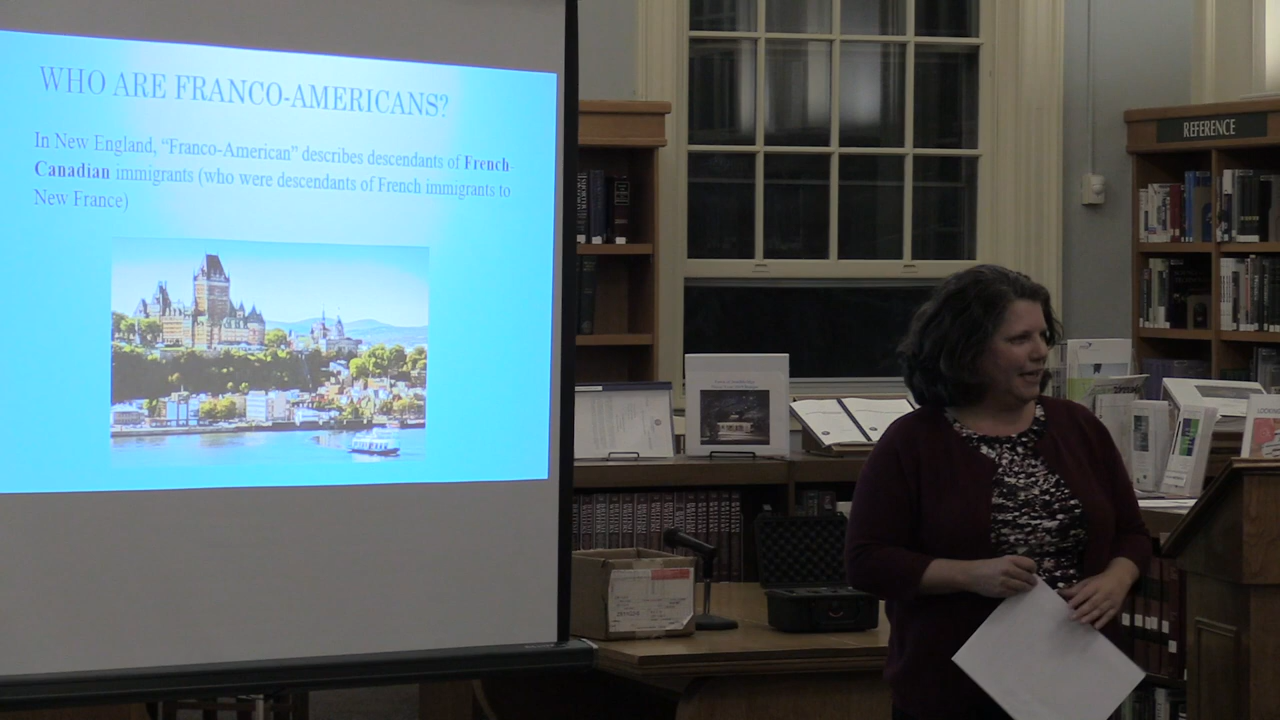 WHO ARE FRANCO-AMERICANS?
In New England, “Franco-American” describes descendants of French-
Canadian immigrants (who were descendants of French immigrants to
New France)
REFERENCE